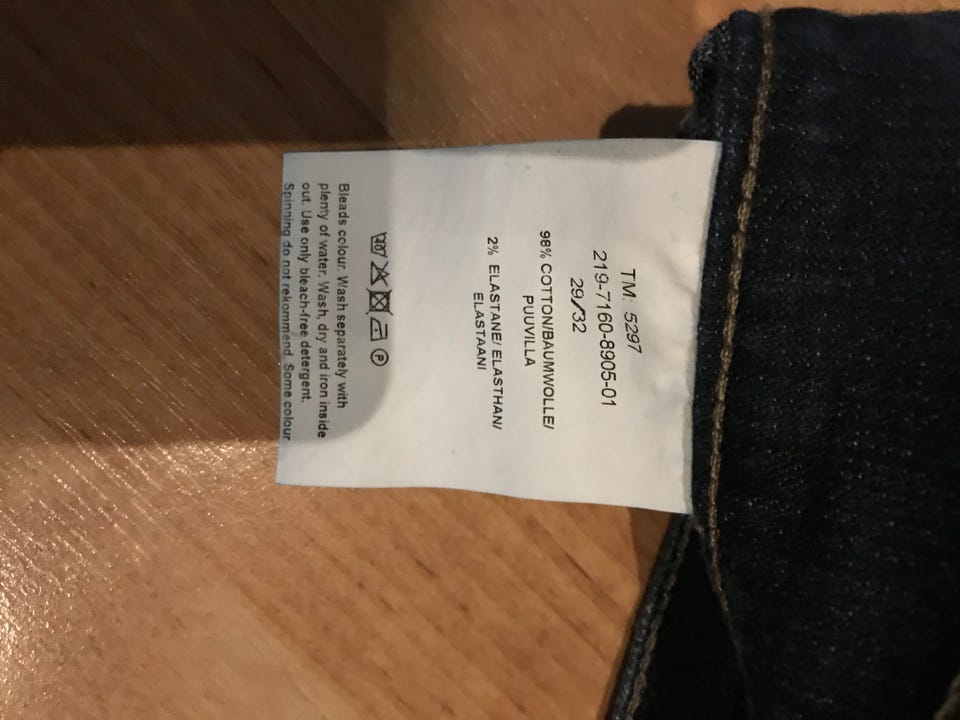 TM: 5297
219-7160-8905-01
29/32
98% COTTON/BAUMWOLLE/
PUUVILLA
2% ELASTANE/ ELASTHAN/
ELASTAANI
40 P
Bleads colour. Wash separately with
plenty of water. Wash, dry and iron inside
out. Use only bleach-free detergent.
Spinning do not rekommend. Some colour